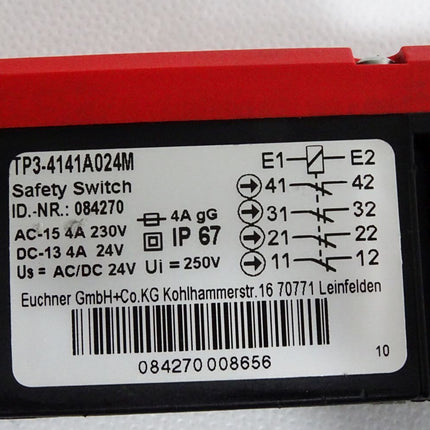 TP3-4141A024M
Safety Switch
ID.-NR.: 084270
AC-15 4A 230V
DC-13 4A 24V
Us = AC/DC 24V Ui = 250V
4A gG
IP 67
E1 E2
41 42
31 32
21 22
11 12
Euchner GmbH+Co.KG Kohlhammerstr.16 70771 Leinfelden
084270 008656
10